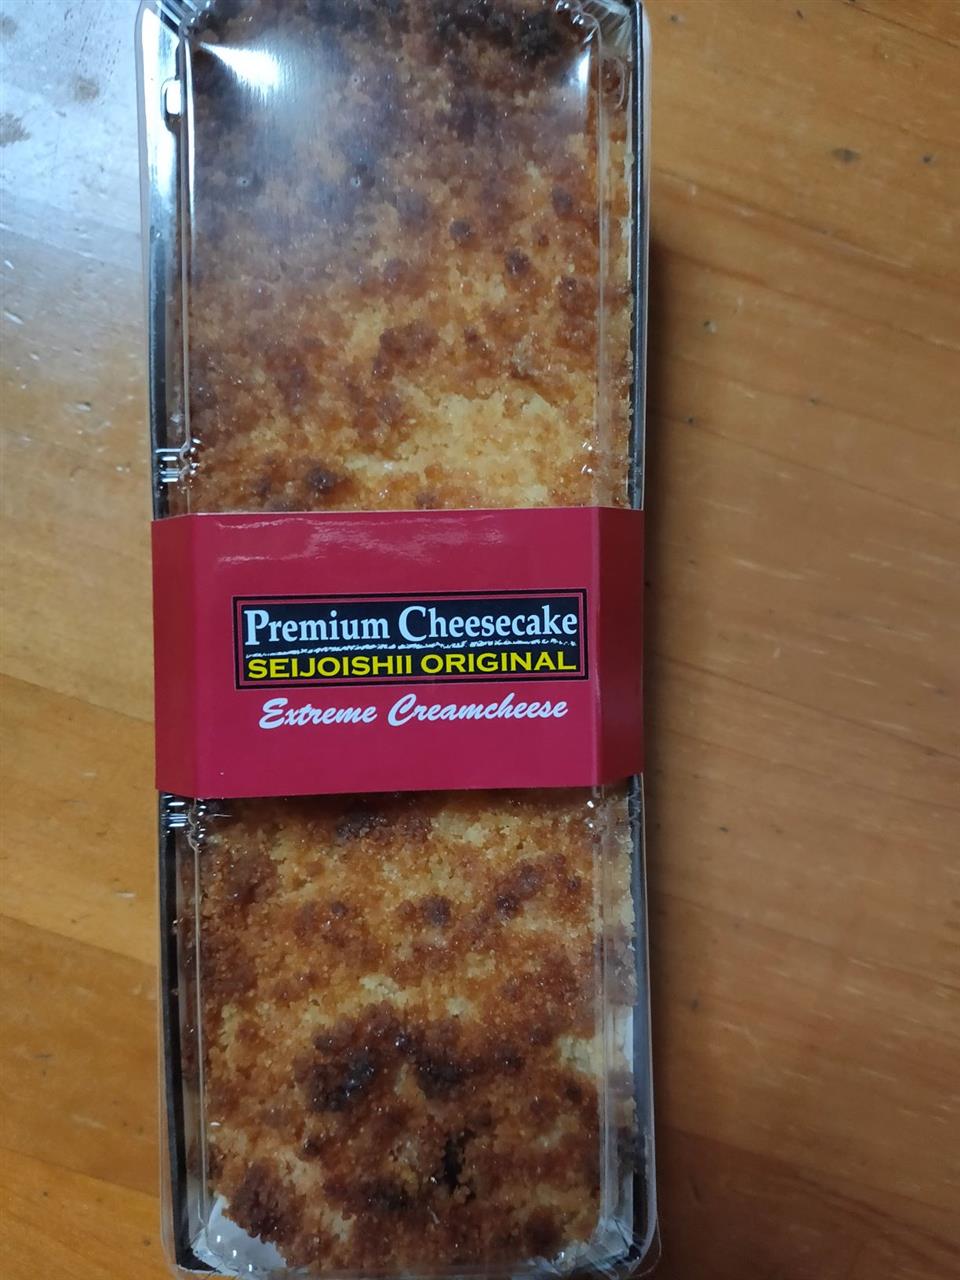 Premium Cheesecake
SEIJOISHII ORIGINAL
Extreme Creamcheese